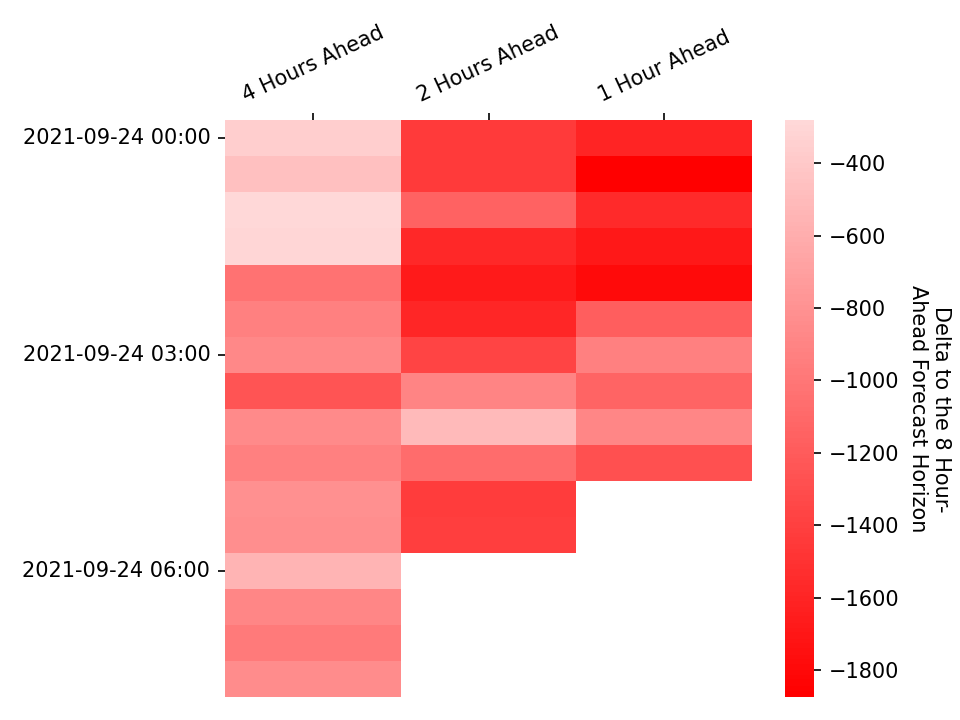 4 Hours Ahead
2 Hours Ahead
1 Hour Ahead
2021-09-24 00:00
2021-09-24 03:00
2021-09-24 06:00
−400
−600
−800
−1000
−1200
−1400
−1600
−1800
Delta to the 8 Hour-
Ahead Forecast Horizon